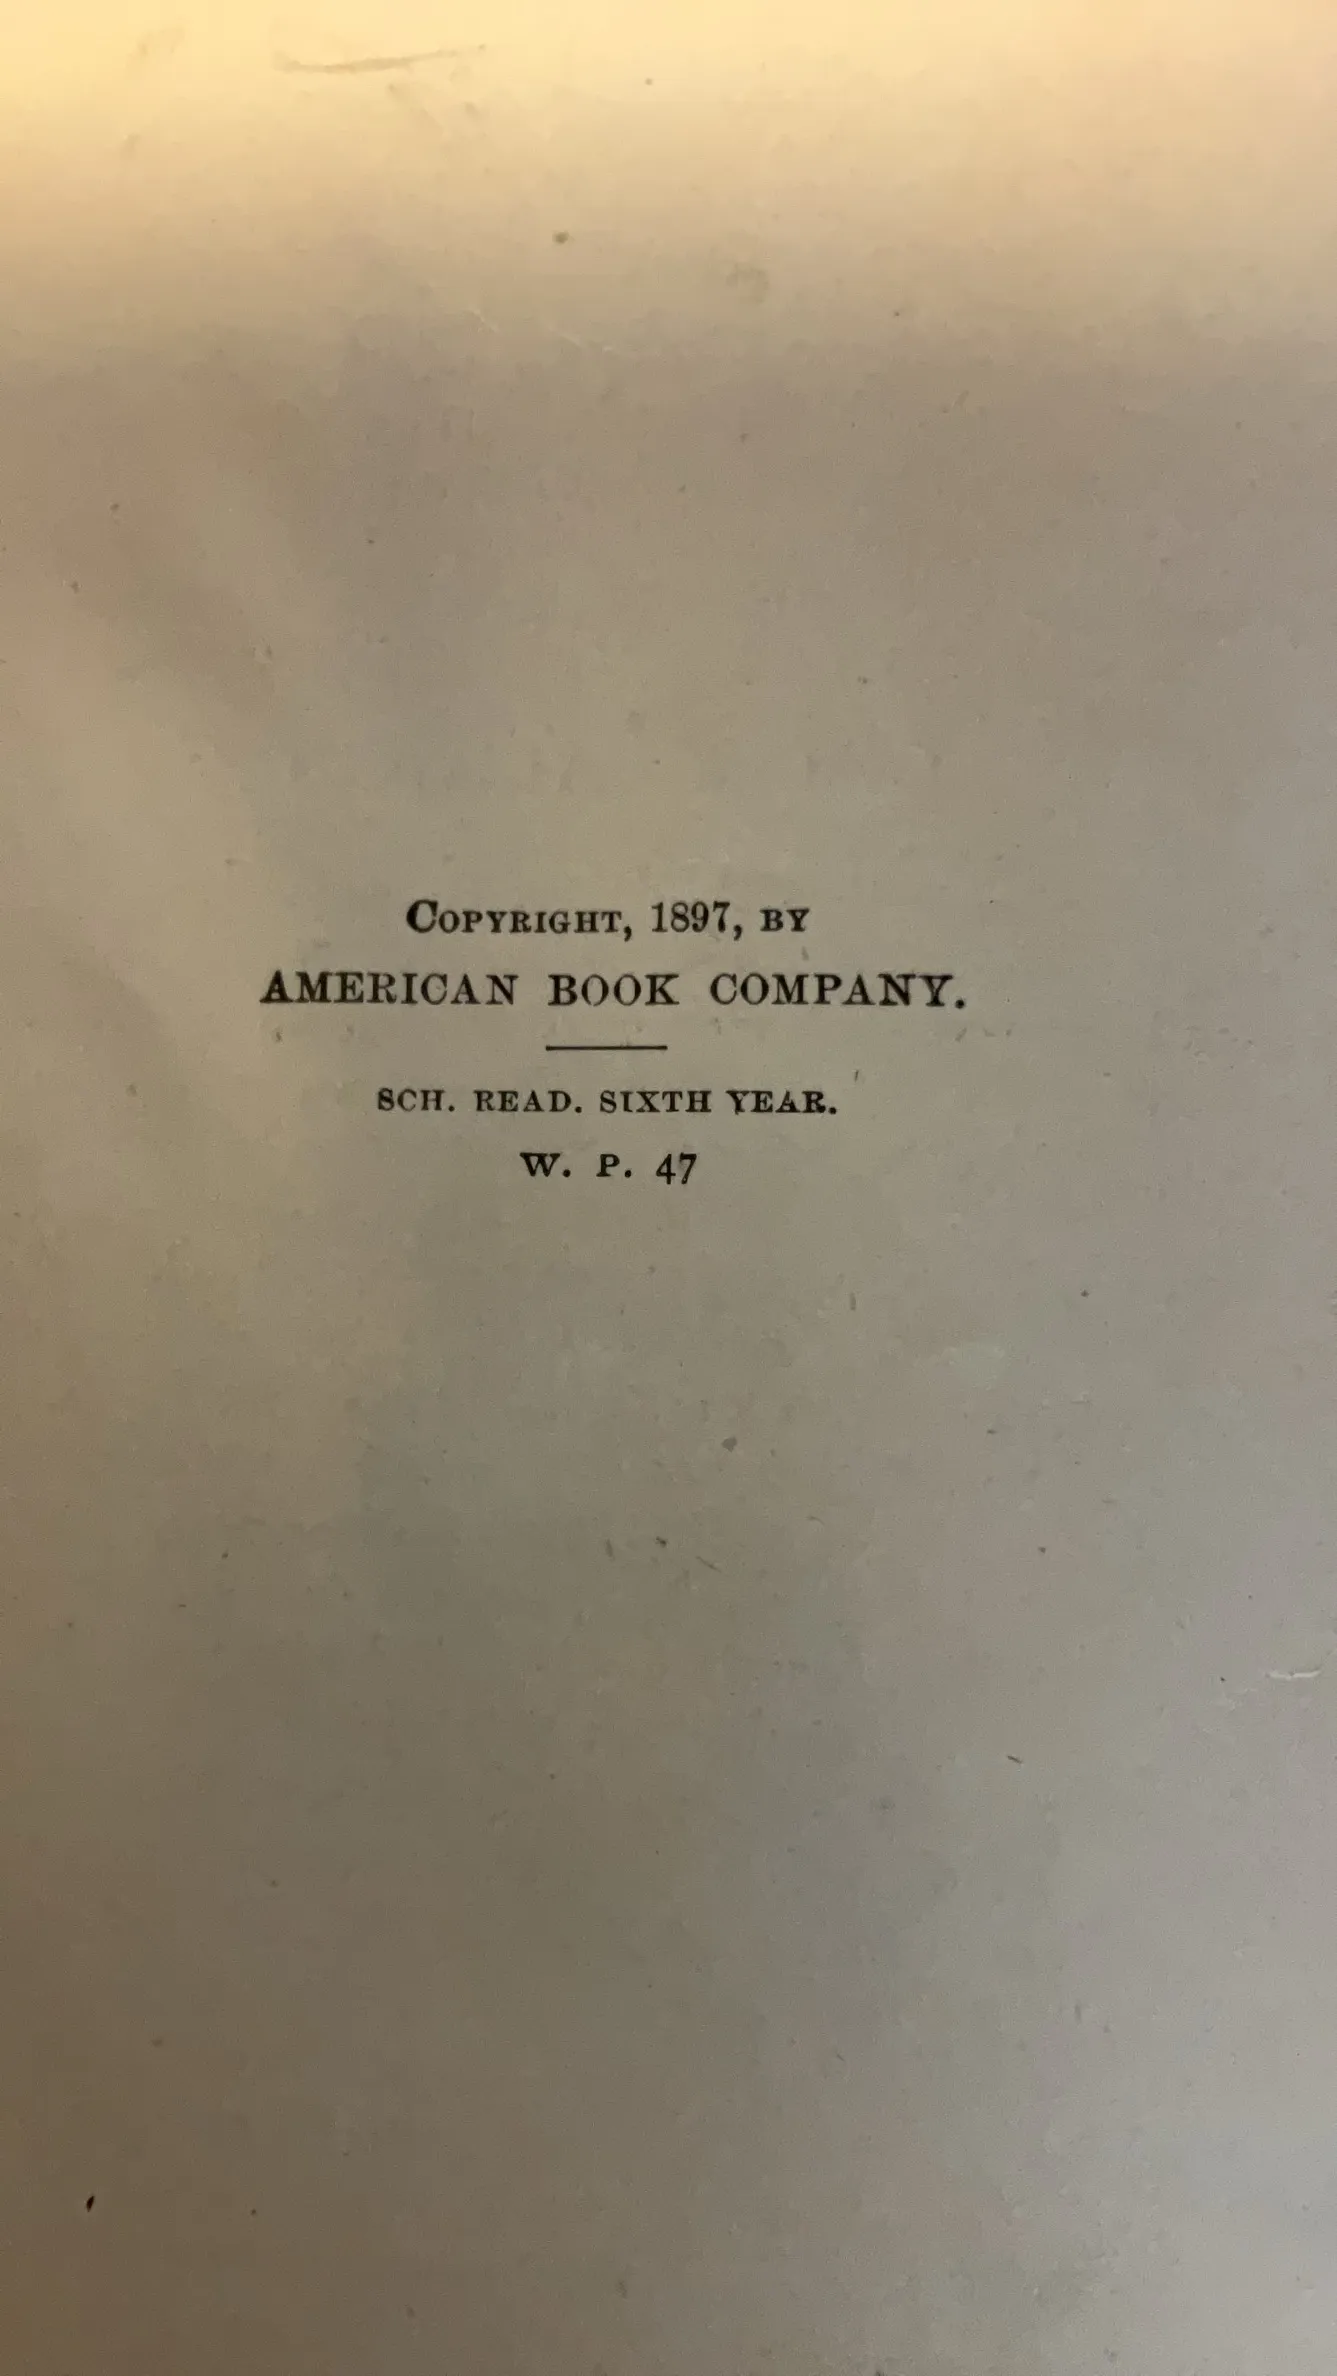 COPYRIGHT, 1897, BY
AMERICAN BOOK COMPANY.
SCH. READ. SIXTH YEAR.
W. P. 47